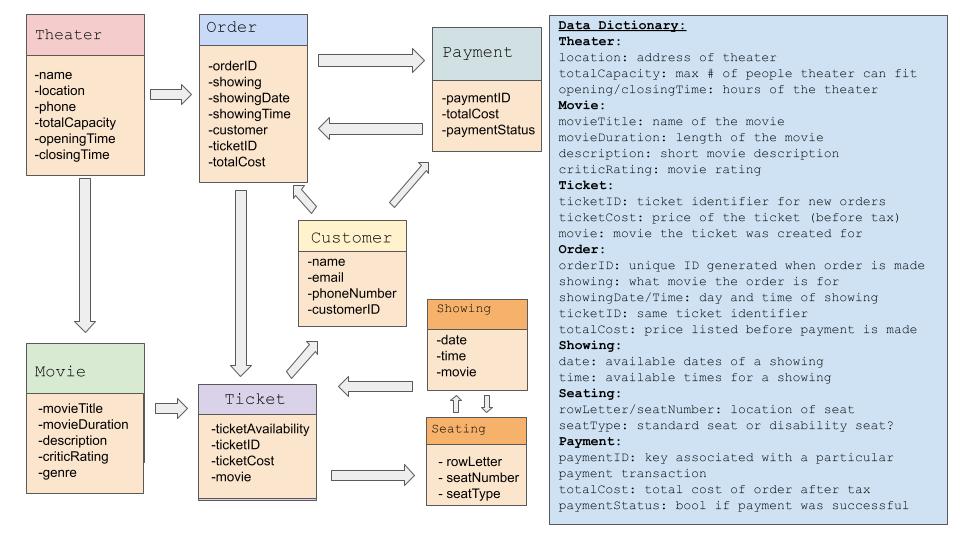 Theater
-name
-location
-phone
-totalCapacity
-openingTime
-closingTime
Order
-orderID
-showing
-showingDate
-showingTime
-customer
-ticketID
-totalCost
Payment
-paymentID
-totalCost
-paymentStatus
Customer
-name
-email
-phoneNumber
-customerID
Showing
-date
-time
-movie
Movie
-movieTitle
-movieDuration
-description
-criticRating
-genre
Ticket
-ticketAvailability
-ticketID
-ticketCost
-movie
Seating
- rowLetter
- seatNumber
- seatType
Data Dictionary:
Theater:
location: address of theater
totalCapacity: max # of people theater can fit
opening/closingTime: hours of the theater
Movie:
movieTitle: name of the movie
movieDuration: length of the movie
description: short movie description
criticRating: movie rating
Ticket:
ticketID: ticket identifier for new orders
ticketCost: price of the ticket (before tax)
movie: movie the ticket was created for
Order:
orderID: unique ID generated when order is made
showing: what movie the order is for
showingDate/Time: day and time of showing
ticketID: same ticket identifier
totalCost: price listed before payment is made
Showing:
date: available dates of a showing
time: available times for a showing
Seating:
rowLetter/seatNumber: location of seat
seatType: standard seat or disability seat?
Payment:
paymentID: key associated with a particular
payment transaction
totalCost: total cost of order after tax
paymentStatus: bool if payment was successful